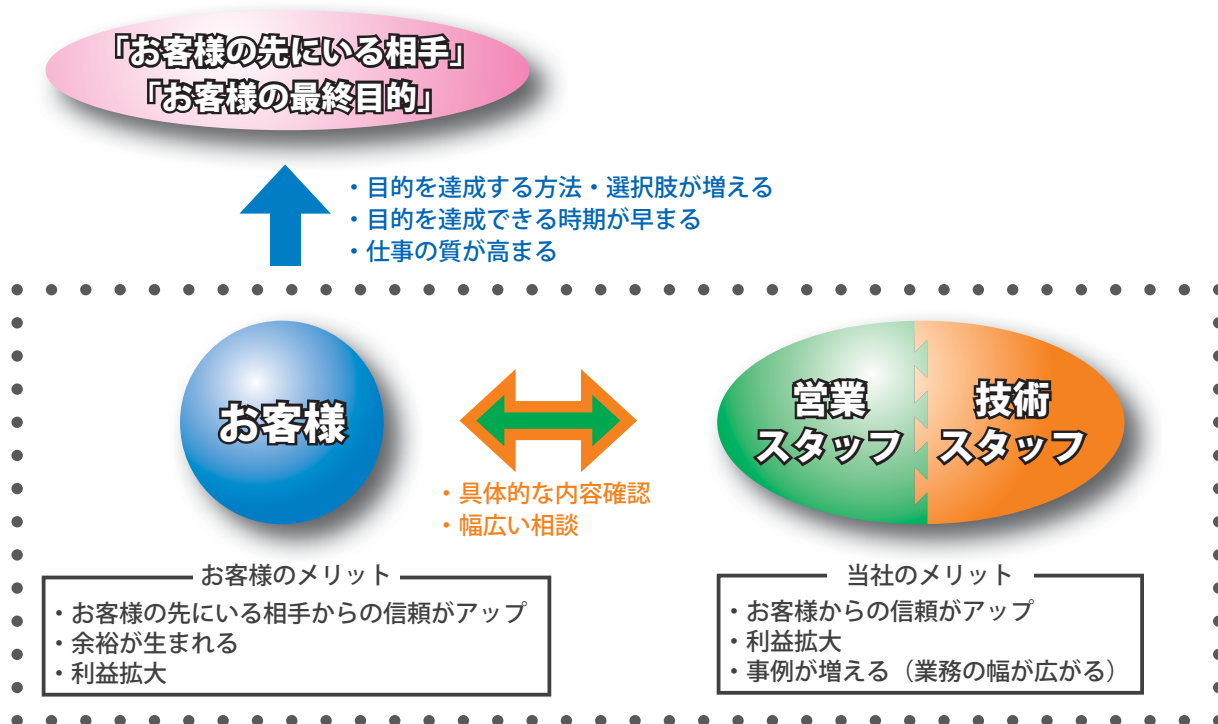 「お客様の先にいる相手」
「お客様の最終目的」
・目的を達成する方法・選択肢が増える
・目的を達成できる時期が早まる
・仕事の質が高まる
お客様
・具体的な内容確認
・幅広い相談
営業
スタッフ
技術
スタッフ
お客様のメリット
・お客様の先にいる相手からの信頼がアップ
・余裕が生まれる
・利益拡大
当社のメリット
・お客様からの信頼がアップ
・利益拡大
・事例が増える（業務の幅が広がる）